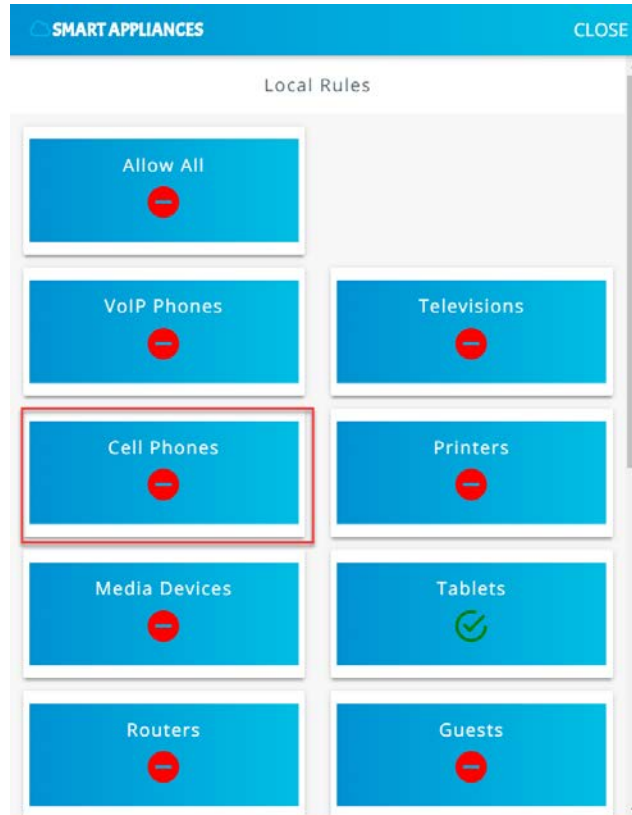 SMART APPLIANCES CLOSE
Local Rules
Allow All
VoIP Phones Televisions
Cell Phones Printers
Media Devices Tablets
Routers Guests